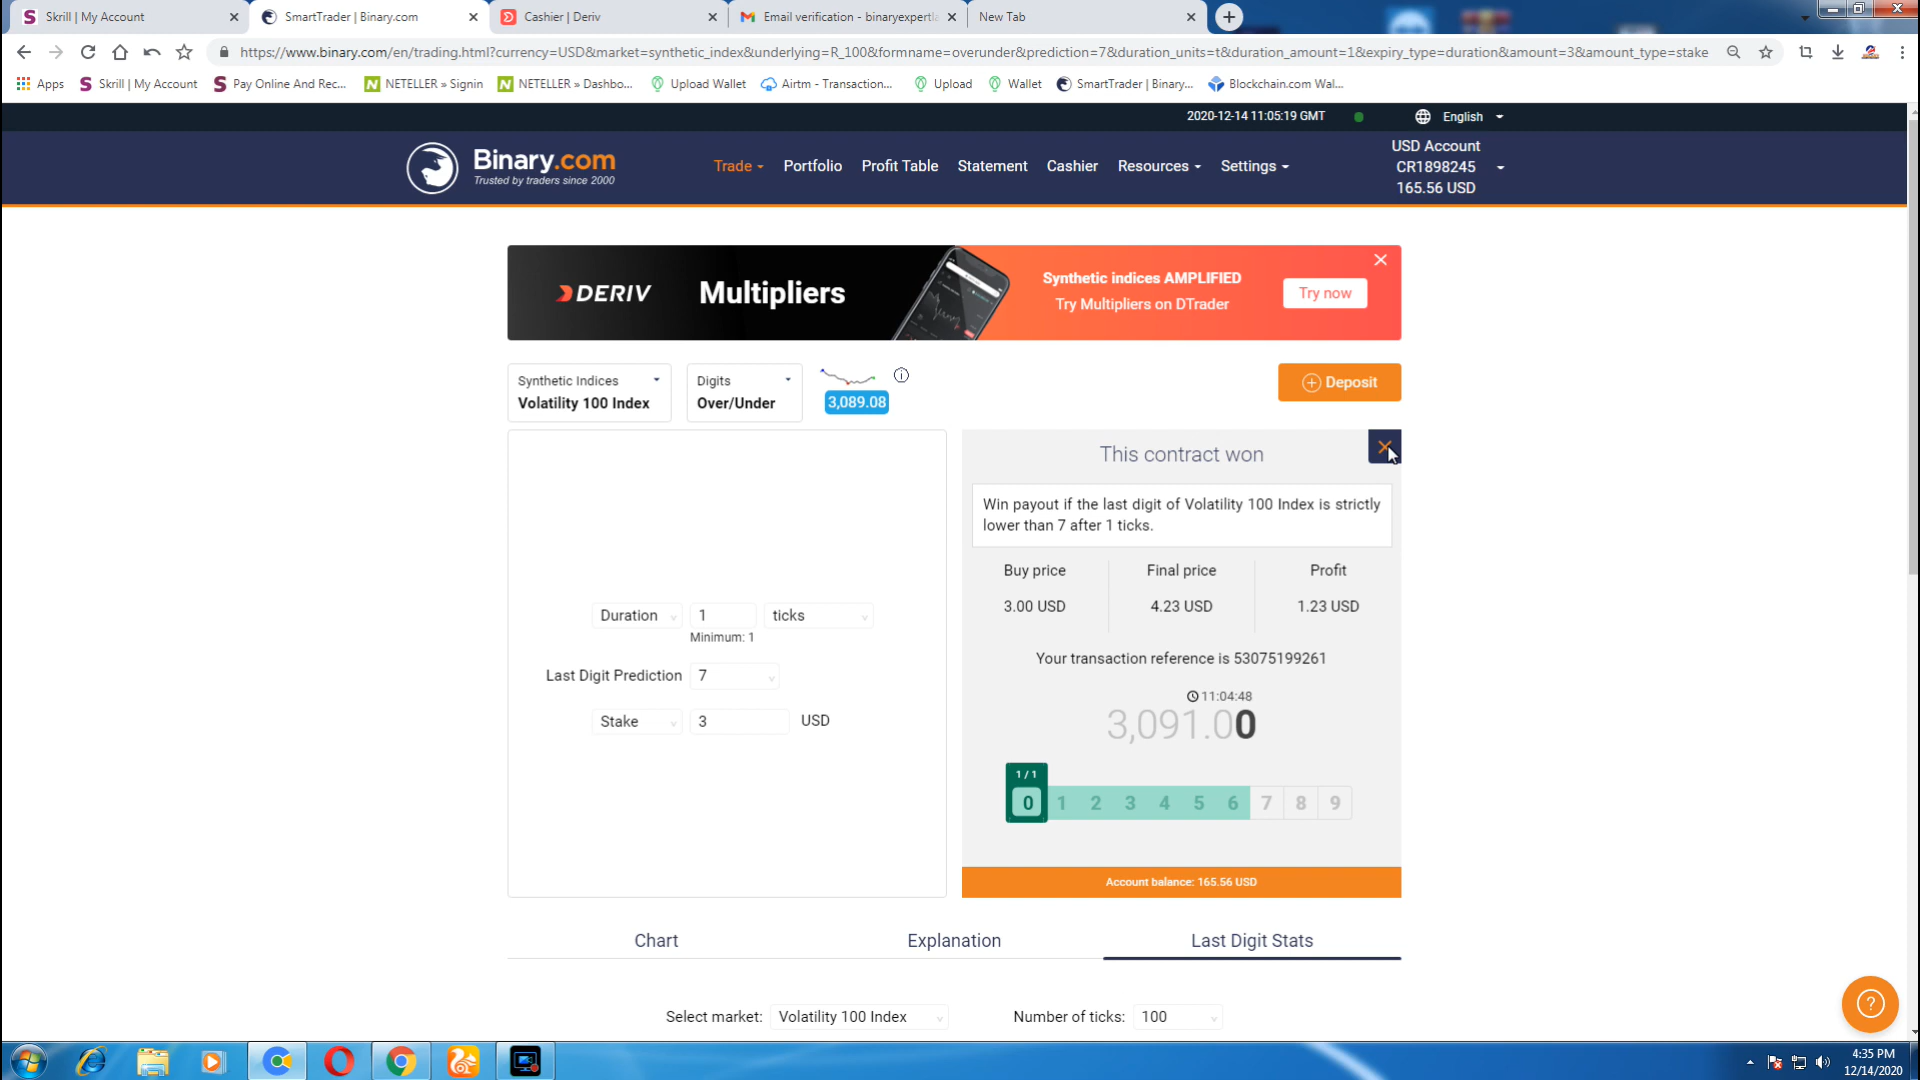 Skrill | My Account
SmartTrader | Binary.com
Cashier | Deriv
Email verification - binaryexpertla
New Tab
https://www.binary.com/en/trading.html?currency=USD&market=synthetic_index&underlying=R_100&formname=overunder&prediction=7&duration_units=t&duration_amount=1&expiry_type=duration&amount=3&amount_type=stake
Apps
Skrill | My Account
Pay Online And Rec...
NETELLER » Signin
NETELLER » Dashbo...
Upload Wallet
Airtm - Transaction...
Upload
Wallet
SmartTrader | Binary...
Blockchain.com Wal...
2020-12-14 11:05:19 GMT
English
Binary.com
Trusted by traders since 2000
Trade
Portfolio
Profit Table
Statement
Cashier
Resources
Settings
USD Account
CR1898245
165.56 USD
DERIV
Multipliers
Synthetic indices AMPLIFIED
Try Multipliers on DTrader
Try now
Synthetic Indices
Volatility 100 Index
Digits
Over/Under
3,089.08
Deposit
This contract won
Win payout if the last digit of Volatility 100 Index is strictly
lower than 7 after 1 ticks.
Buy price
Final price
Profit
3.00 USD
4.23 USD
1.23 USD
Your transaction reference is 53075199261
11:04:48
3,091.00
1 / 1
0 1 2 3 4 5 6 7 8 9
Account balance: 165.56 USD
Duration
1
ticks
Minimum: 1
Last Digit Prediction
7
Stake
3
USD
Chart
Explanation
Last Digit Stats
Select market:
Volatility 100 Index
Number of ticks:
100
4:35 PM
12/14/2020